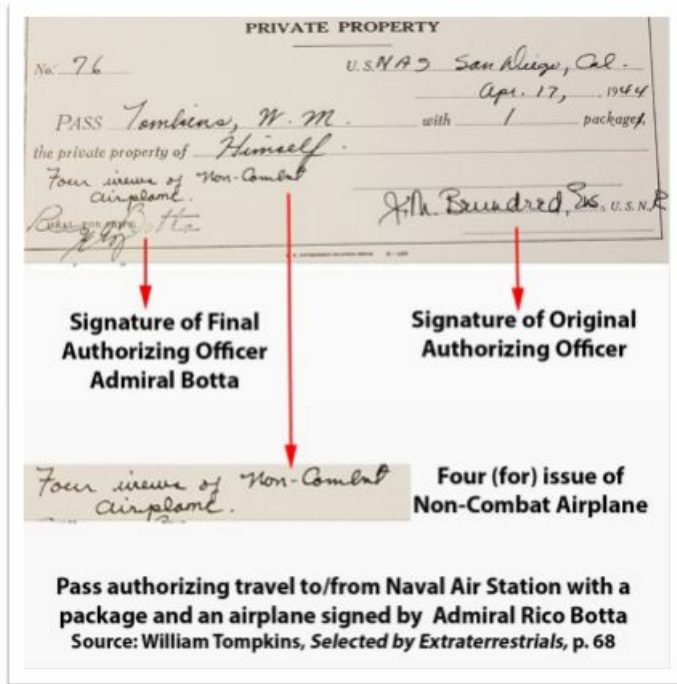 PRIVATE PROPERTY
No. 76 U.S. NAS San Diego, Cal.
Apr. 17, 1944
PASS Tomkins, W. M. with 1 packages,
the private property of Himself.
Four views of Non-Combat
airplane.
Botta
J.M. Brundred, Ens., U.S.N.R
Signature of Final
Authorizing Officer
Admiral Botta
Signature of Original
Authorizing Officer
Four views of Non-Combat
airplane.
Four (for) issue of
Non-Combat Airplane
Pass authorizing travel to/from Naval Air Station with a
package and an airplane signed by Admiral Rico Botta
Source: William Tompkins, Selected by Extraterrestrials, p. 68